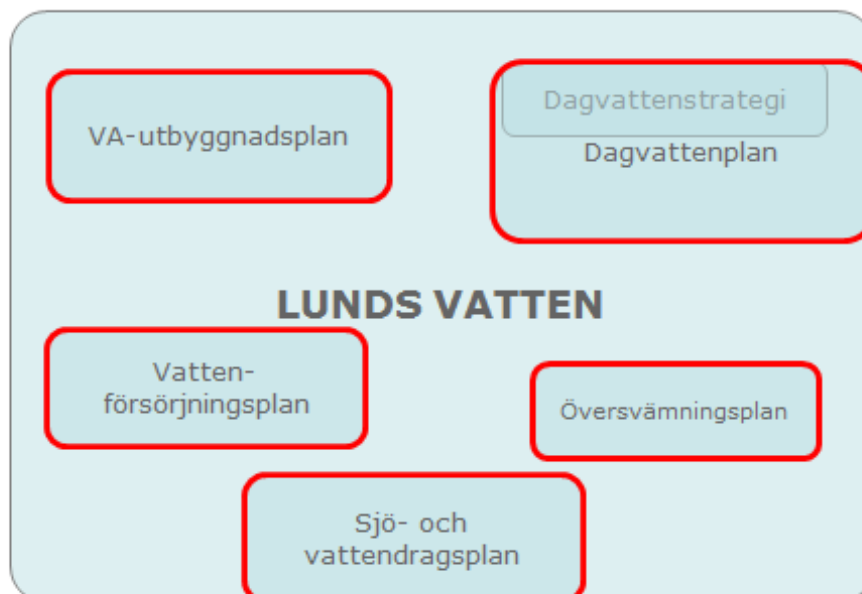 VA-utbyggnadsplan
Dagvattenstrategi
Dagvattenplan
LUNDS VATTEN
Vatten-
försörjningsplan
Översvämningsplan
Sjö- och
vattendragsplan